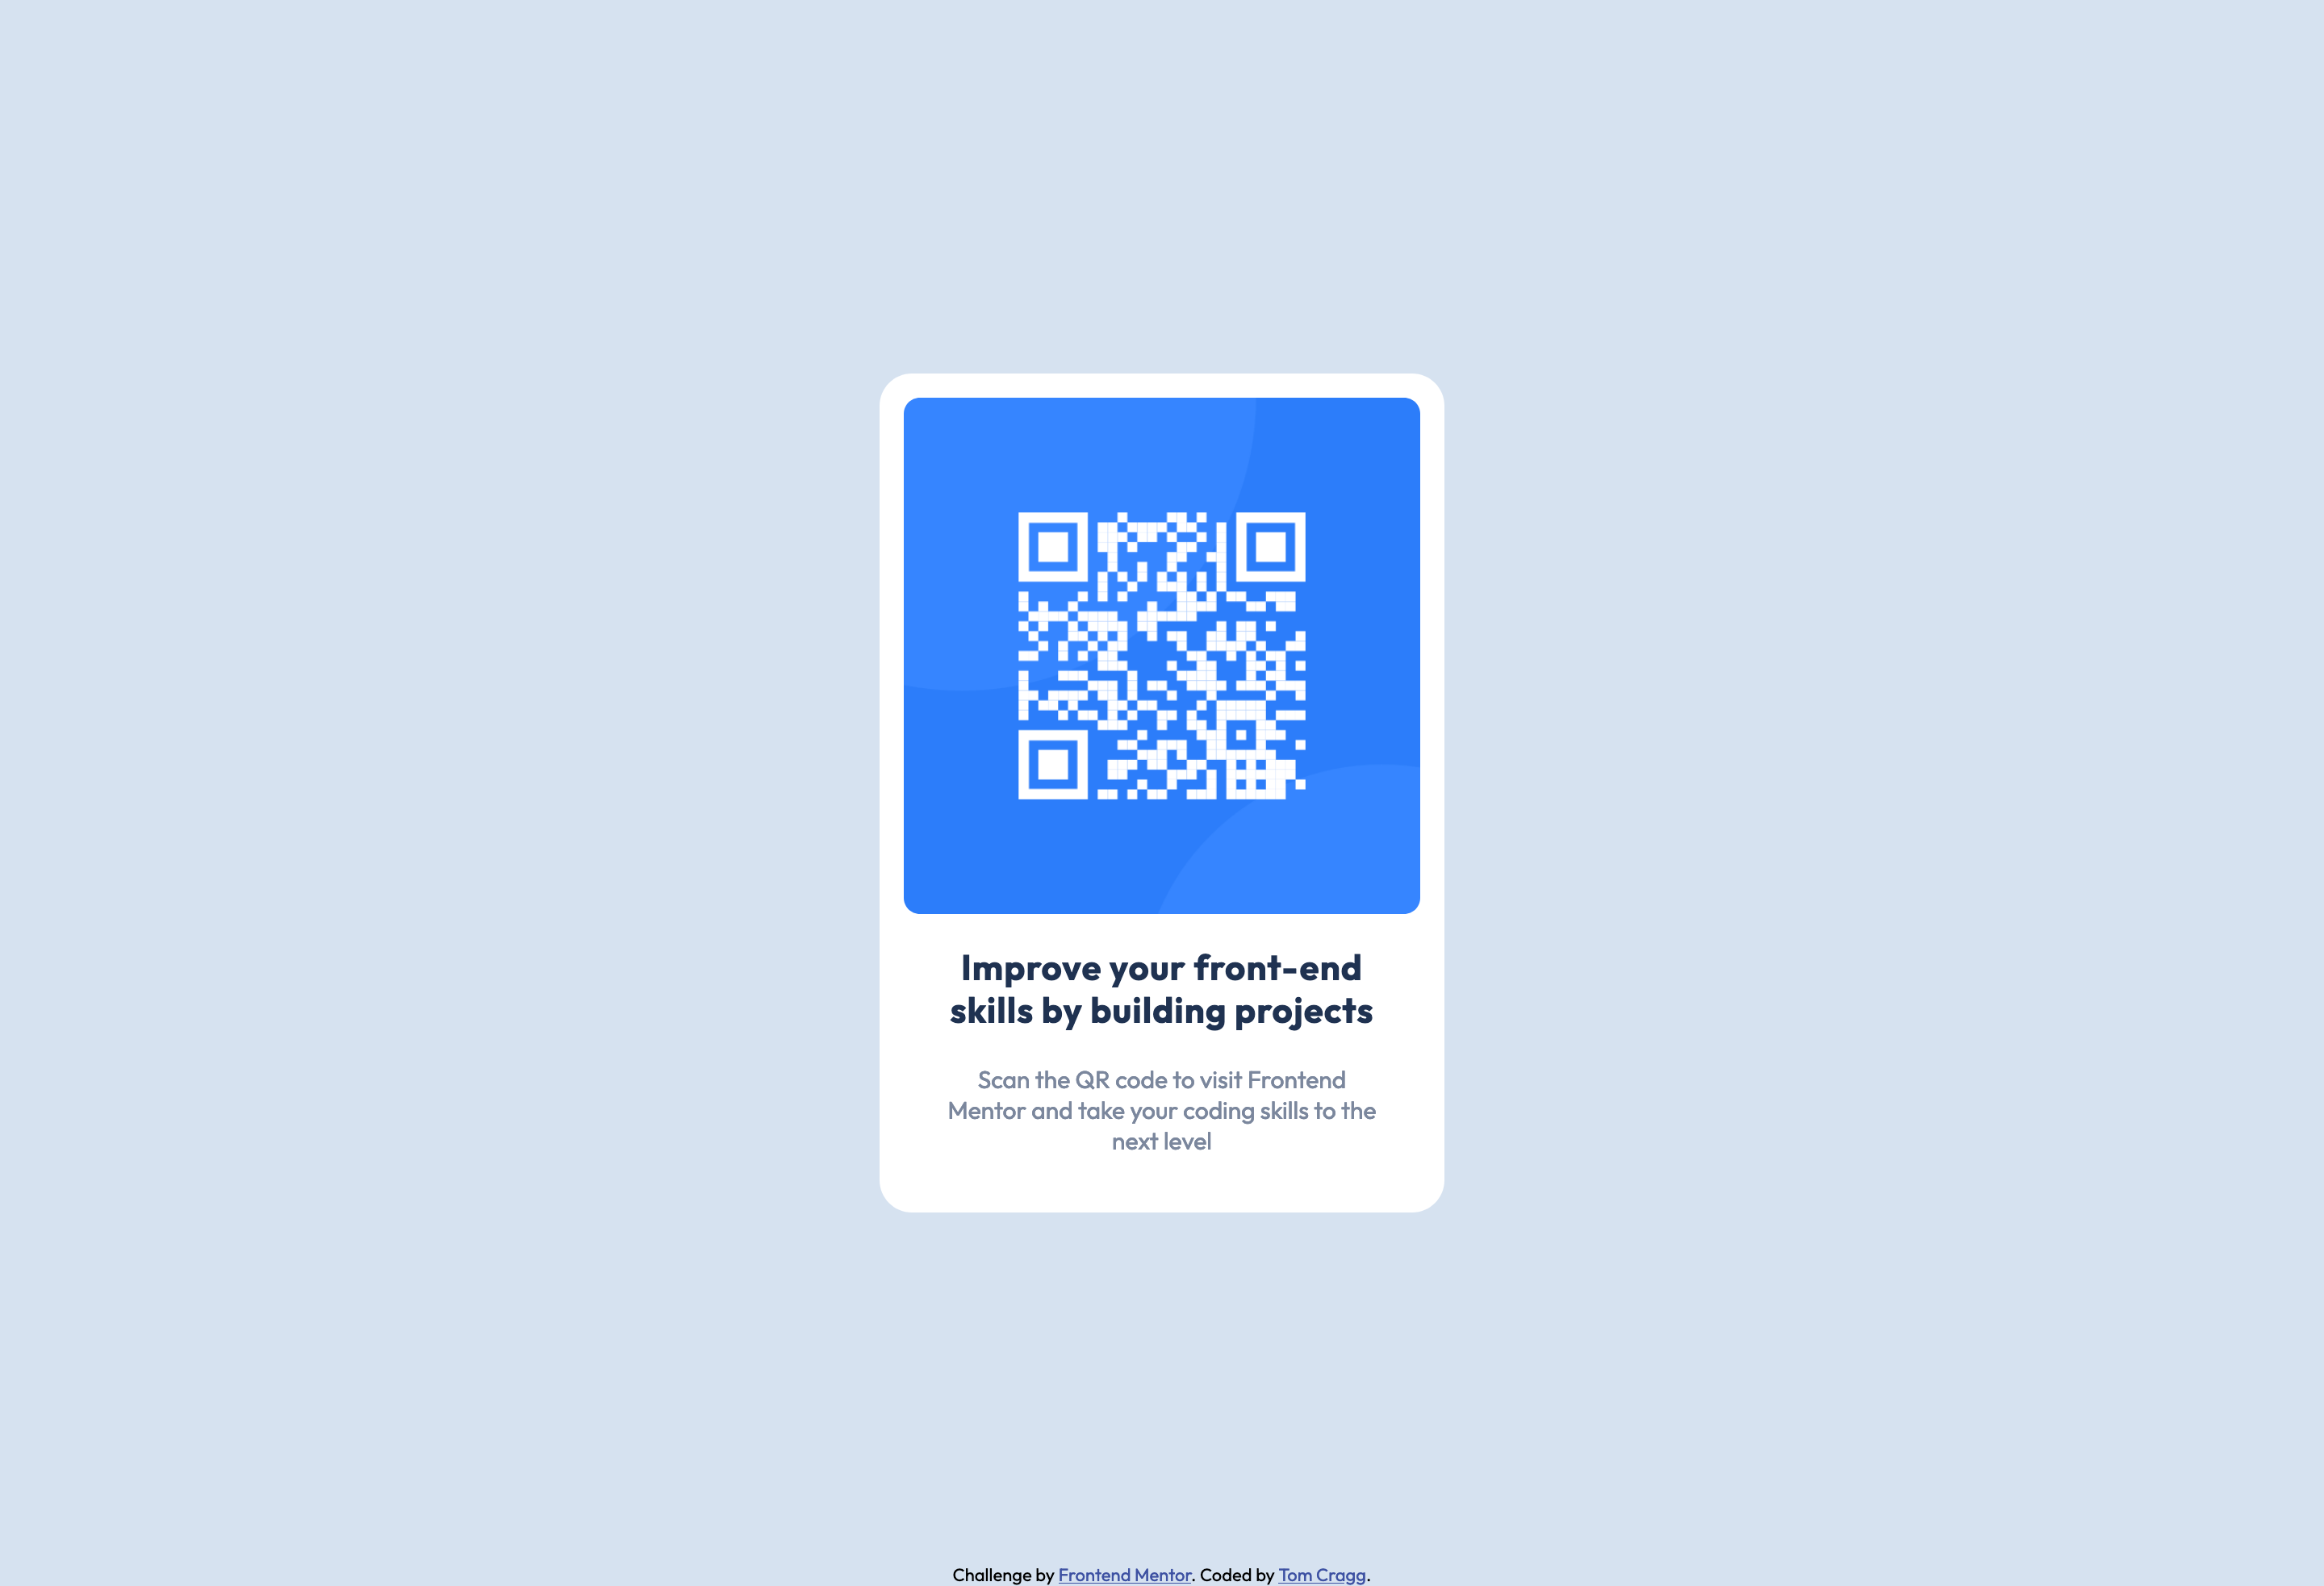 Improve your front-end
skills by building projects
Scan the QR code to visit Frontend
Mentor and take your coding skills to the
next level
Challenge by Frontend Mentor. Coded by Tom Cragg.